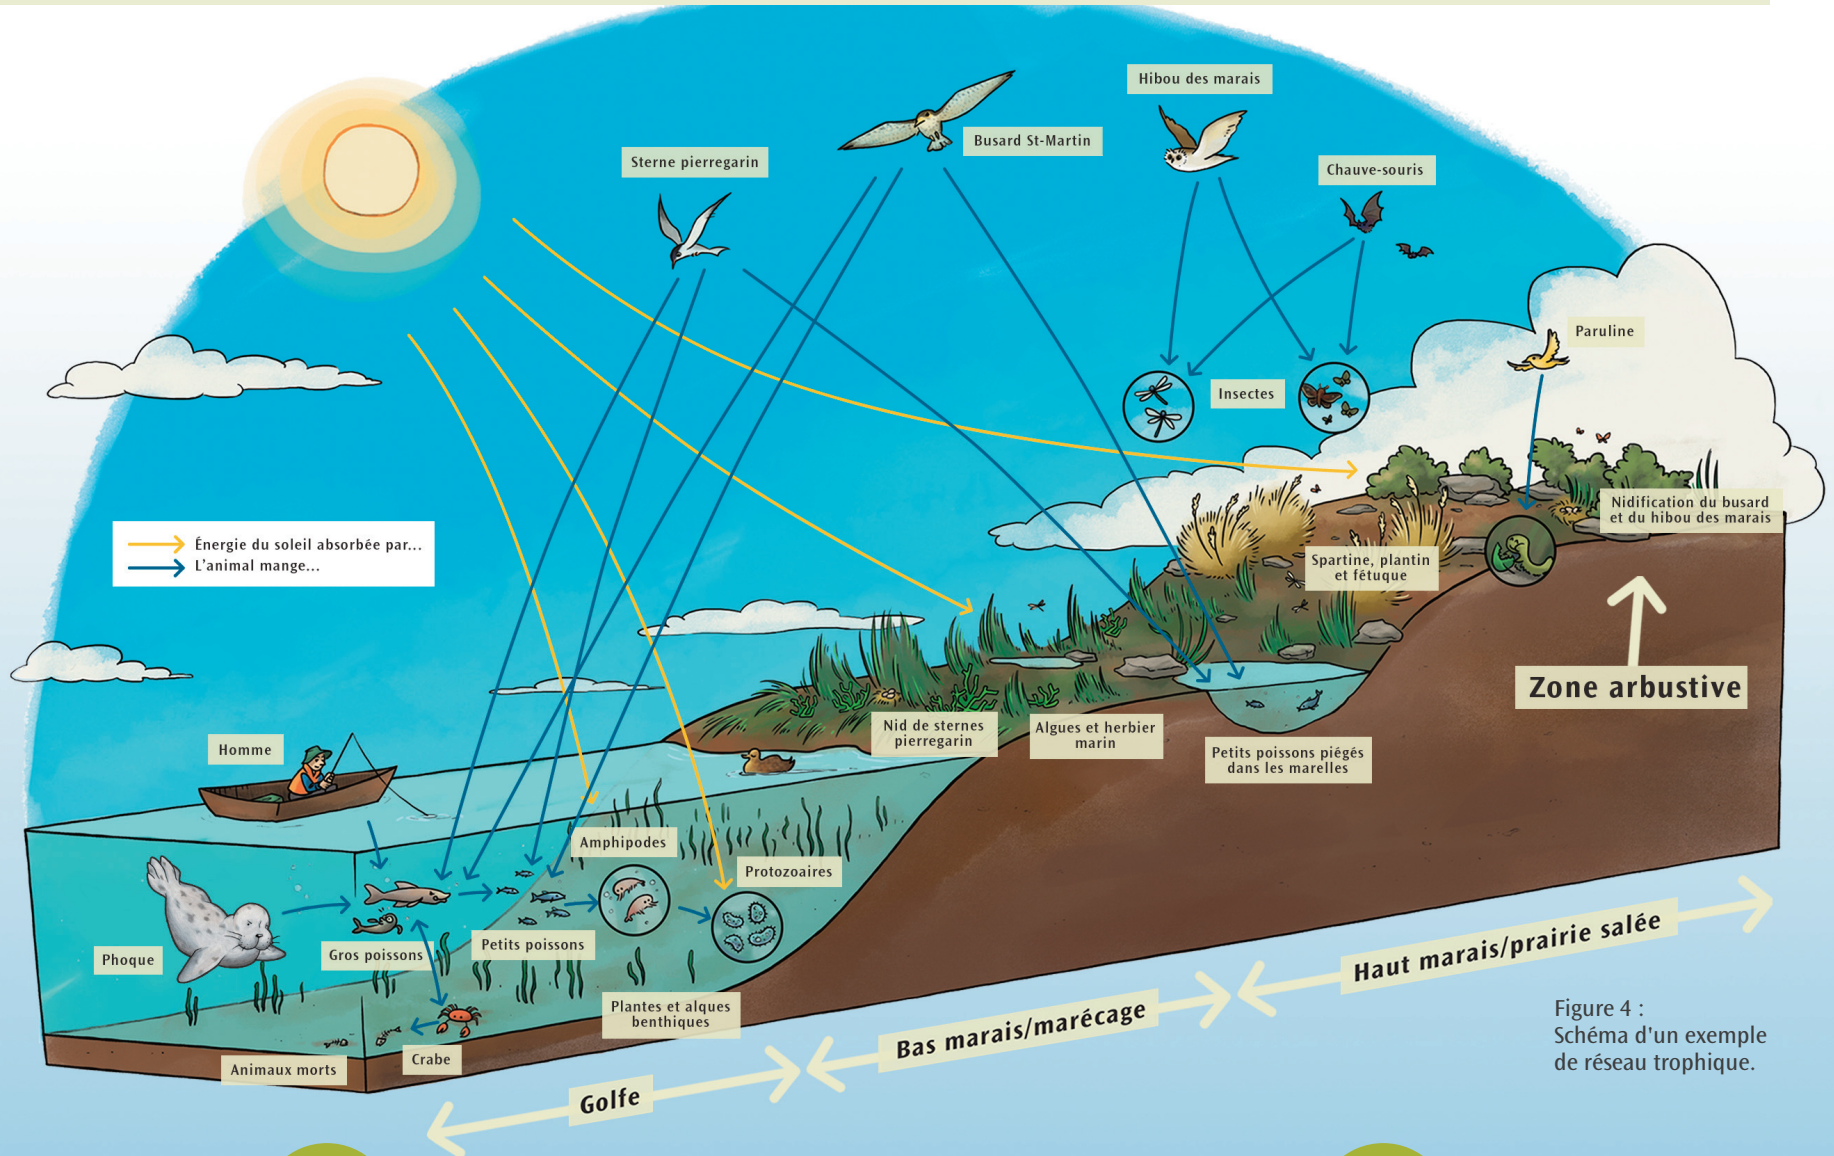 Hibou des marais
Busard St-Martin
Sterne pierregarin
Chauve-souris
Paruline
Insectes
Nidification du busard
et du hibou des marais
Énergie du soleil absorbée par...
L'animal mange...
Spartine, plantin
et fétuque
Zone arbustive
Nid de sternes
pierregarin
Algues et herbier
marin
Petits poissons piégés
dans les marelles
Homme
Amphipodes
Protozoaires
Phoque
Gros poissons
Petits poissons
Plantes et alques
benthiques
Animaux morts
Crabe
Golfe
Bas marais/marécage
Haut marais/prairie salée
Figure 4 :
Schéma d'un exemple
de réseau trophique.